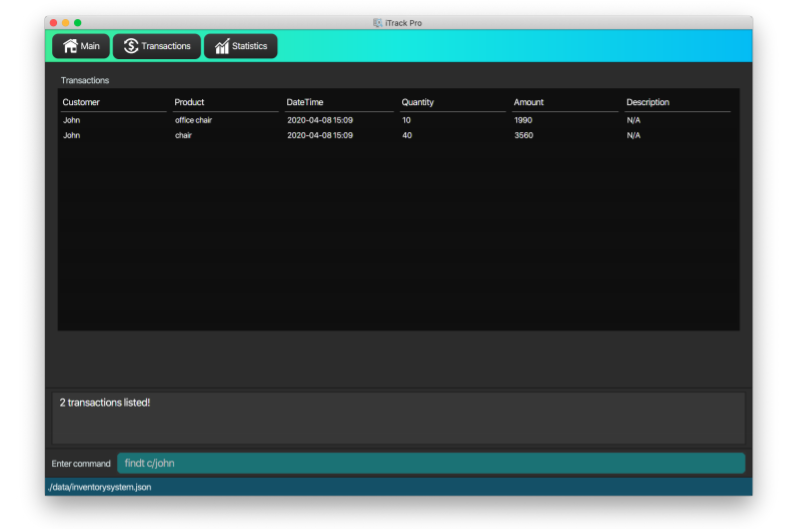 iTrack Pro
Main Transactions Statistics
Transactions
Customer Product DateTime Quantity Amount Description
John office chair 2020-04-08 15:09 10 1990 N/A
John chair 2020-04-08 15:09 40 3560 N/A
2 transactions listed!
Enter command findt c/john
./data/inventorysystem.json